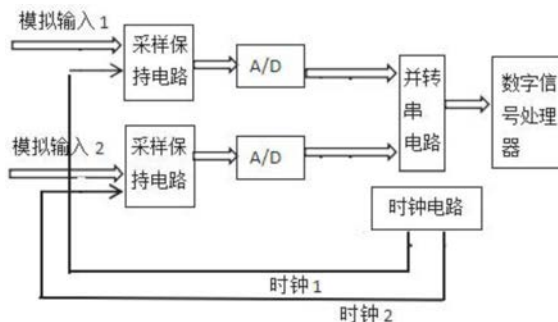 模拟输入 1
采样保
持电路
A/D
并转
串
电路
数字信
号处理
器
模拟输入 2
采样保
持电路
A/D
时钟电路
时钟 1
时钟 2